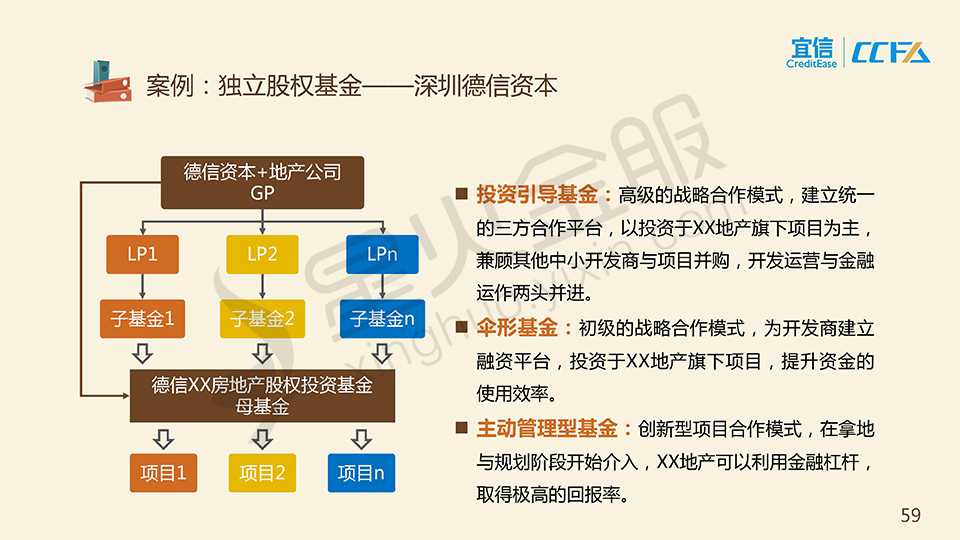 宜信
CreditEase
CCFA
案例：独立股权基金——深圳德信资本
德信资本+地产公司
GP
LP1
LP2
LPn
子基金1
子基金2
子基金n
德信XX房地产股权投资基金
母基金
项目1
项目2
项目n
投资引导基金：高级的战略合作模式，建立统一
的三方合作平台，以投资于XX地产旗下项目为主，
兼顾其他中小开发商与项目并购，开发运营与金融
运作两头并进。
伞形基金：初级的战略合作模式，为开发商建立
融资平台，投资于XX地产旗下项目，提升资金的
使用效率。
主动管理型基金：创新型项目合作模式，在拿地
与规划阶段开始介入，XX地产可以利用金融杠杆，
取得极高的回报率。
星火金服
xinghuo.yixin.com
59